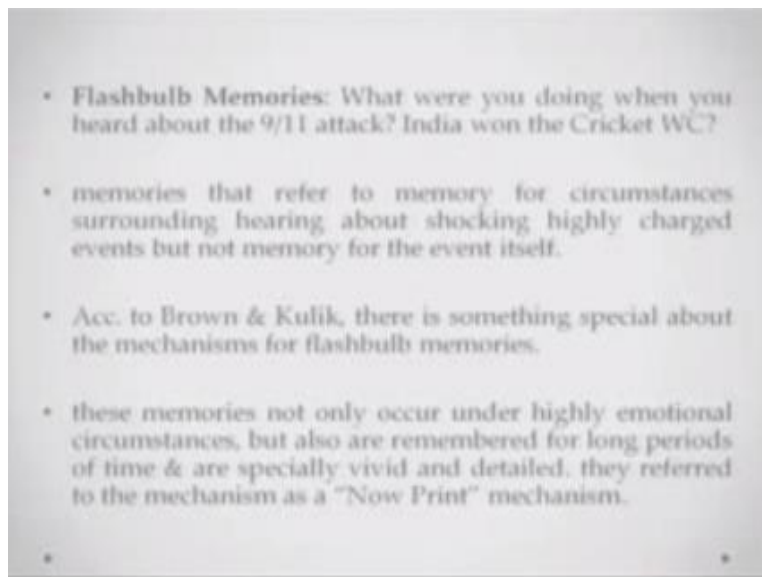 • Flashbulb Memories: What were you doing when you
heard about the 9/11 attack? India won the Cricket WC?
• memories that refer to memory for circumstances
surrounding hearing about shocking highly charged
events but not memory for the event itself.
• Acc. to Brown & Kulik, there is something special about
the mechanisms for flashbulb memories.
• these memories not only occur under highly emotional
circumstances, but also are remembered for long periods
of time & are specially vivid and detailed. they referred
to the mechanism as a "Now Print" mechanism.